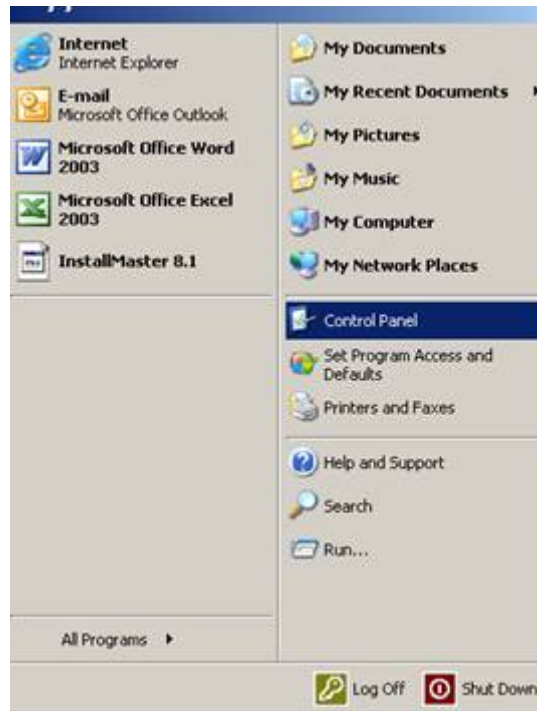 Internet
Internet Explorer
E-mail
Microsoft Office Outlook
Microsoft Office Word
2003
Microsoft Office Excel
2003
InstallMaster 8.1
All Programs
My Documents
My Recent Documents
My Pictures
My Music
My Computer
My Network Places
Control Panel
Set Program Access and
Defaults
Printers and Faxes
Help and Support
Search
Run...
Log Off
Shut Down